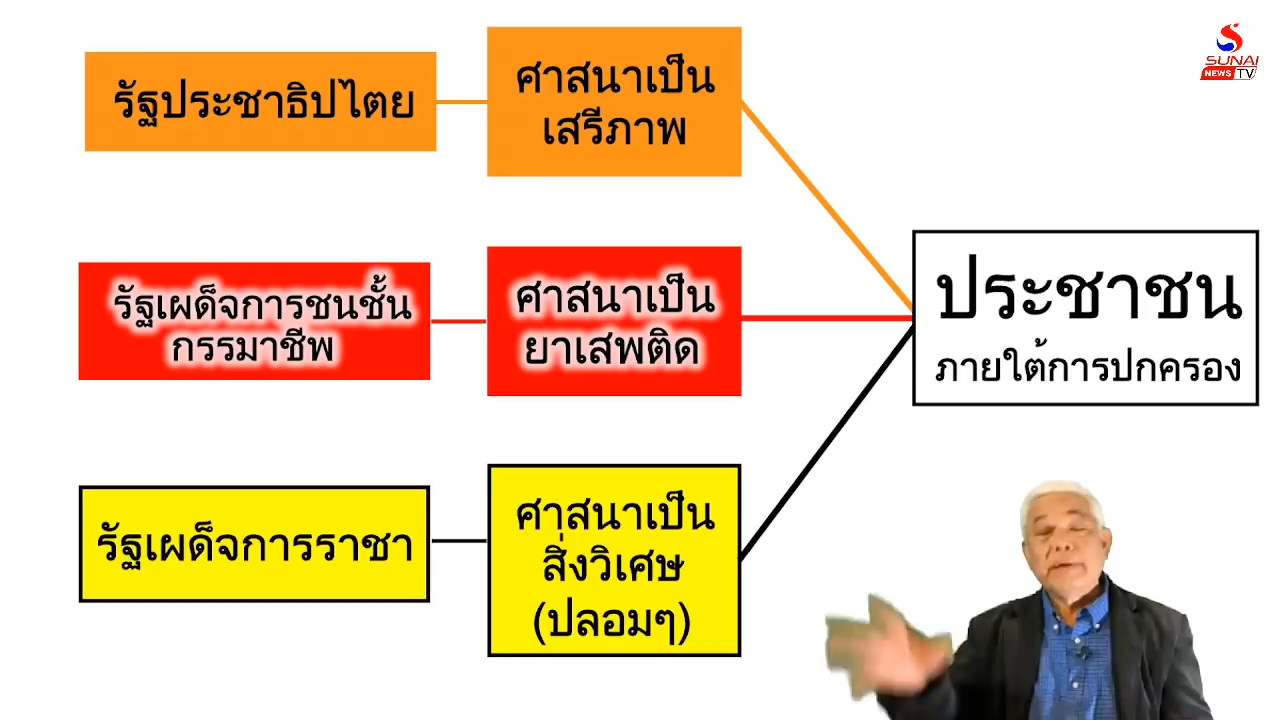 รัฐประชาธิปไตย
ศาสนาเป็น
เสรีภาพ
รัฐเผด็จการชนชั้น
กรรมาชีพ
ศาสนาเป็น
ยาเสพติด
รัฐเผด็จการราชา
ศาสนาเป็น
สิ่งวิเศษ
(ปลอมๆ)
ประชาชน
ภายใต้การปกครอง
SUNAI
NEWS TV